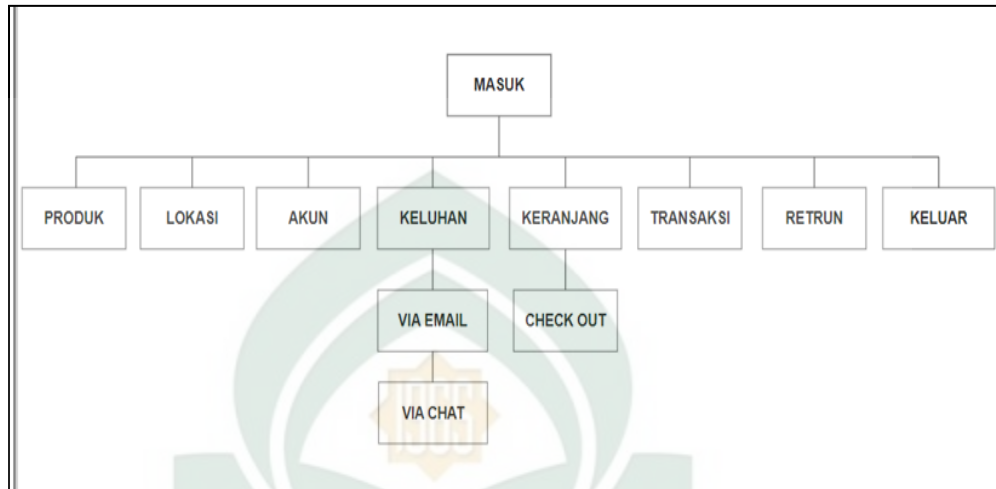 MASUK
PRODUK LOKASI AKUN KELUHAN KERANJANG TRANSAKSI RETRUN KELUAR
VIA EMAIL CHECK OUT
VIA CHAT